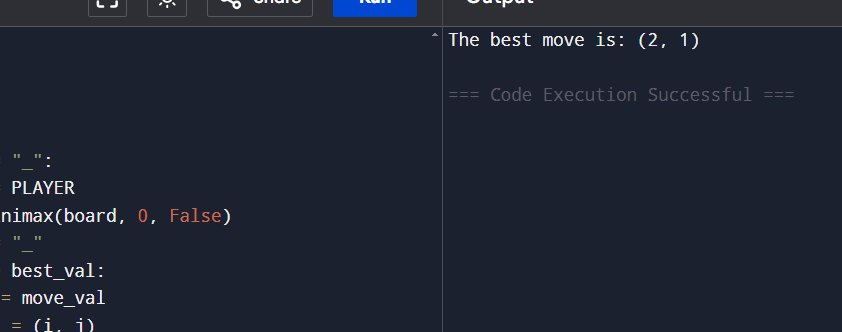 Share
Run
Output
"_":
PLAYER
nimax(board, 0, False)
= "_"
best_val:
= move_val
= (i, j)
The best move is: (2, 1)
=== Code Execution Successful ===